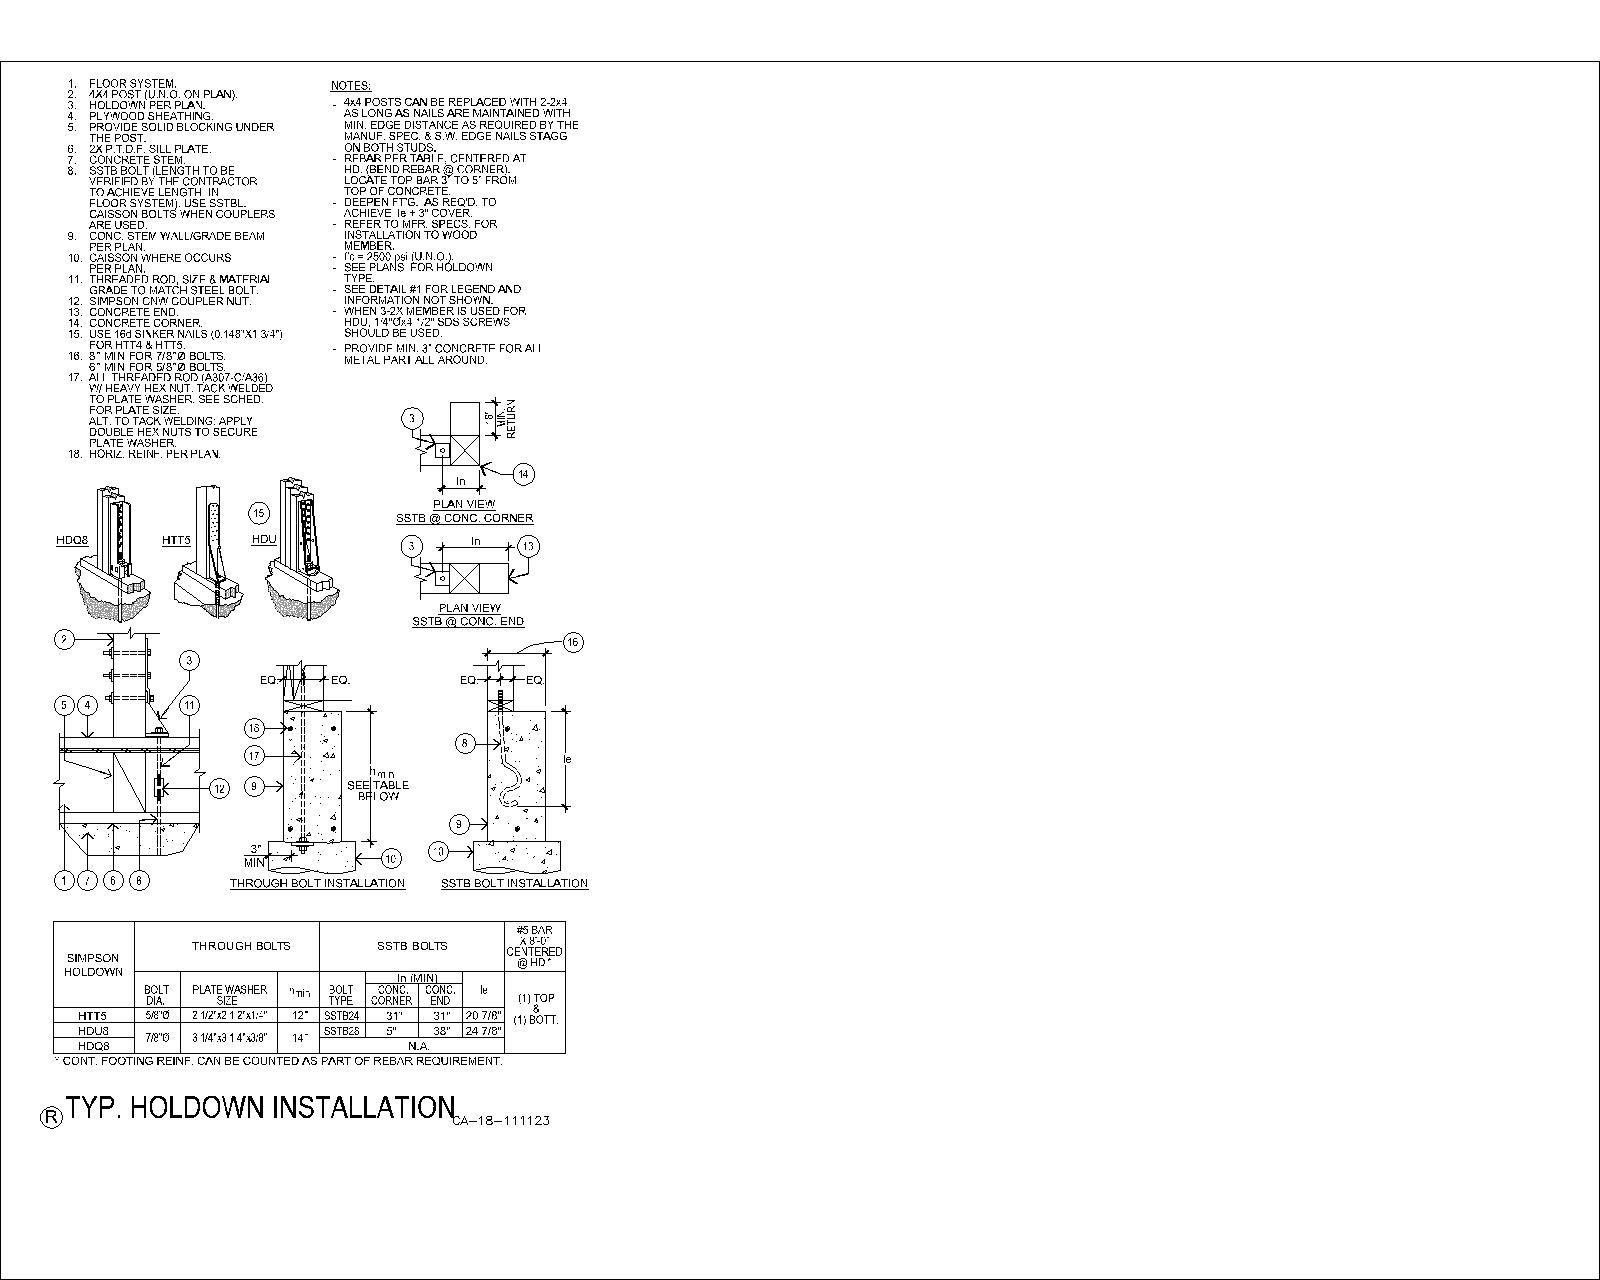 1. FLOOR SYSTEM.
2. 4X4 POST (U.N.O. ON PLAN).
3. HOLDOWN PER PLAN.
4. PLYWOOD SHEATHING.
5. PROVIDE SOLID BLOCKING UNDER
THE POST.
6. 2X P.T.D.F. SILL PLATE.
7. CONCRETE STEM.
8. SSTB BOLT (LENGTH TO BE
VERIFIED BY THE CONTRACTOR
TO ACHIEVE LENGTH IN
FLOOR SYSTEM). USE SSTBL.
CAISSON BOLTS WHEN COUPLERS
ARE USED.
9. CONC. STEM WALL/GRADE BEAM
PER PLAN.
10. CAISSON WHERE OCCURS
PER PLAN.
11. THREADED ROD, SIZE & MATERIAL
GRADE TO MATCH STEEL BOLT.
12. SIMPSON CNW COUPLER NUT.
13. CONCRETE END.
14. CONCRETE CORNER.
15. USE 16d SINKER NAILS (0.148"X1 3/4")
FOR HTT4 & HTT5.
16. 8" MIN FOR 7/8"Ø BOLTS.
6" MIN FOR 5/8"Ø BOLTS.
17. ALL THREADED ROD (A307-C/A36)
W/ HEAVY HEX NUT. TACK WELDED
TO PLATE WASHER. SEE SCHED.
FOR PLATE SIZE.
ALT. TO TACK WELDING: APPLY
DOUBLE HEX NUTS TO SECURE
PLATE WASHER.
18. HORIZ. REINF. PER PLAN.
NOTES:
- 4x4 POSTS CAN BE REPLACED WITH 2-2x4
AS LONG AS NAILS ARE MAINTAINED WITH
MIN. EDGE DISTANCE AS REQUIRED BY THE
MANUF. SPEC. & S.W. EDGE NAILS STAGG
ON BOTH STUDS.
- REBAR PER TABLE, CENTERED AT
HD. (BEND REBAR @ CORNER).
LOCATE TOP BAR 3" TO 5" FROM
TOP OF CONCRETE.
- DEEPEN FT'G. AS REQ'D. TO
ACHIEVE le + 3" COVER.
- REFER TO MFR. SPECS. FOR
INSTALLATION TO WOOD
MEMBER.
- f'c = 2500 psi (U.N.O.).
- SEE PLANS FOR HOLDOWN
TYPE.
- SEE DETAIL #1 FOR LEGEND AND
INFORMATION NOT SHOWN.
- WHEN 3-2X MEMBER IS USED FOR
HDU, 1/4"Øx4 1/2" SDS SCREWS
SHOULD BE USED.
- PROVIDE MIN. 3" CONCRETE FOR ALL
METAL PART ALL AROUND.
3
18"
MIN.
RETURN
14
ln
PLAN VIEW
SSTB @ CONC. CORNER
3
ln
13
PLAN VIEW
SSTB @ CONC. END
HDQ8
HTT5
15
HDU
2
3
5
4
11
12
1
7
6
8
EQ.
EQ.
18
17
9
hmin
SEE TABLE
BELOW
3"
MIN
10
THROUGH BOLT INSTALLATION
16
EQ.
EQ.
8
le
9
10
SSTB BOLT INSTALLATION
SIMPSON
HOLDOWN
THROUGH BOLTS
SSTB BOLTS
#5 BAR
X 8'-0"
CENTERED
@ HD.*
BOLT
DIA.
PLATE WASHER
SIZE
hmin
BOLT
TYPE
ln (MIN)
CONC.
CORNER
CONC.
END
le
(1) TOP
&
(1) BOTT.
HTT5 5/8"Ø 2 1/2"x2 1/2"x1/4" 12" SSTB24 31" 31" 20 7/8"
HDU8 7/8"Ø 3 1/4"x3 1/4"x3/8" 14" SSTB28 5" 38" 24 7/8"
HDQ8 N.A.
* CONT. FOOTING REINF. CAN BE COUNTED AS PART OF REBAR REQUIREMENT.
R TYP. HOLDOWN INSTALLATION
CA-18-111123